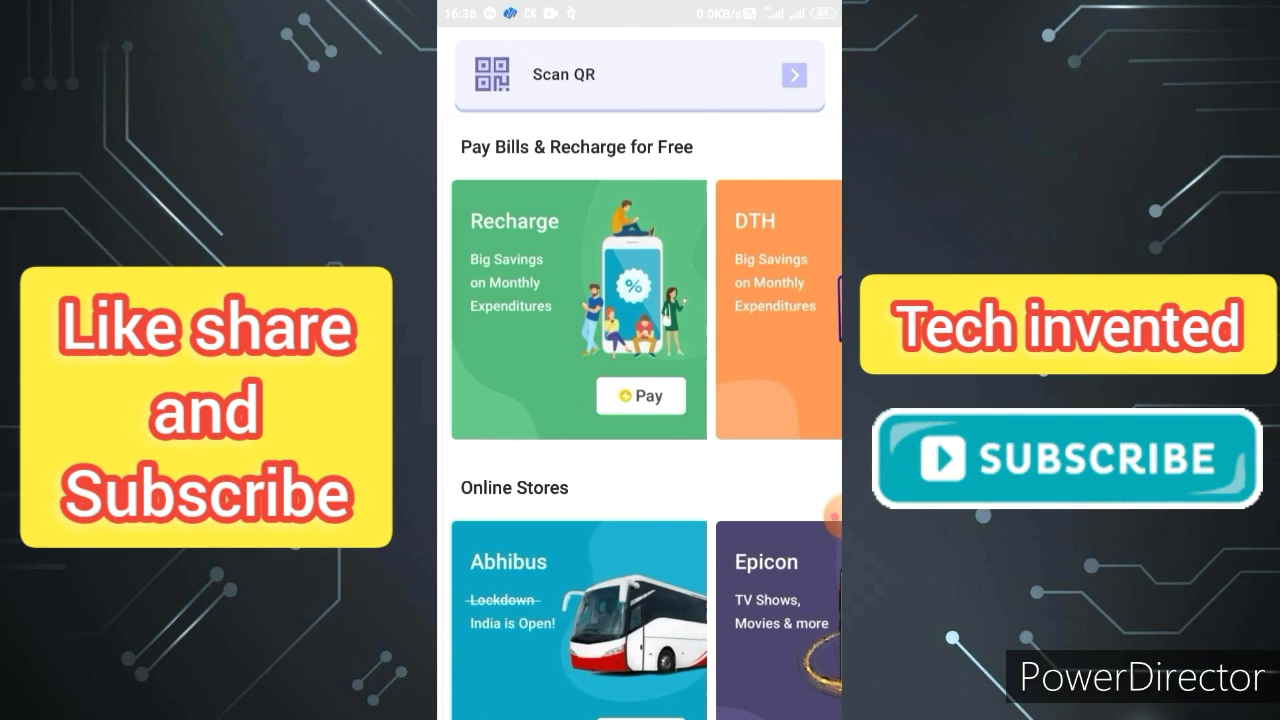 16:38
CK
0.0KB/s
89
Scan QR
Pay Bills & Recharge for Free
Recharge
Big Savings
on Monthly
Expenditures
%
Pay
DTH
Big Savings
on Monthly
Expenditures
Online Stores
Abhibus
Lockdown
India is Open!
Epicon
TV Shows,
Movies & more
Like share
and
Subscribe
Tech invented
SUBSCRIBE
PowerDirector